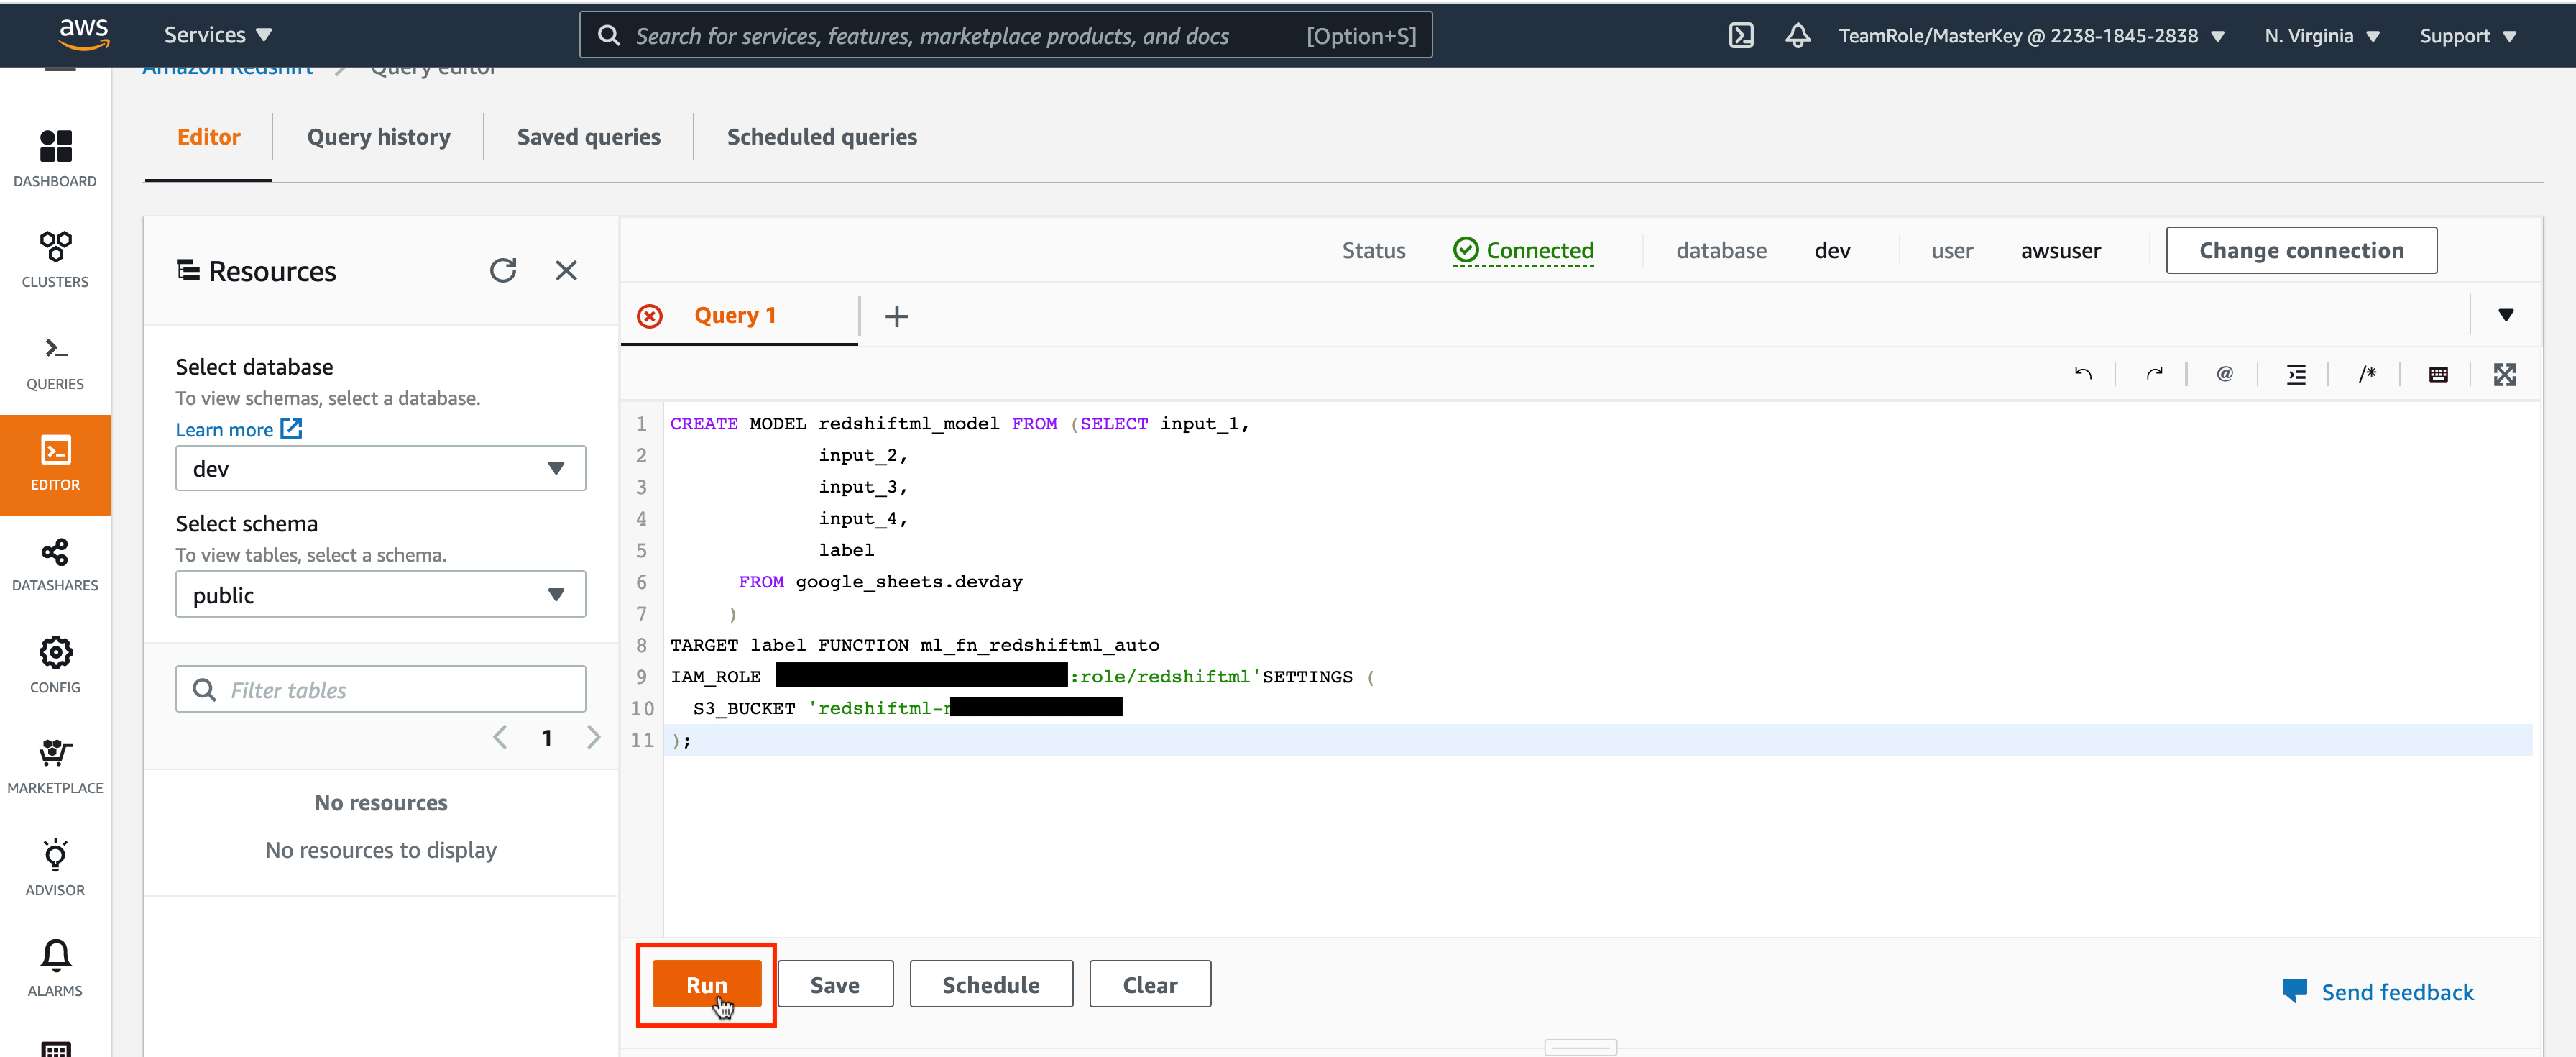 aws
Services
Search for services, features, marketplace products, and docs
[Option+S]
TeamRole/MasterKey @ 2238-1845-2838
N. Virginia
Support
Amazon Redshift
Query editor
Editor
Query history
Saved queries
Scheduled queries
DASHBOARD
CLUSTERS
QUERIES
EDITOR
DATASHARES
CONFIG
MARKETPLACE
ADVISOR
ALARMS
Resources
Select database
To view schemas, select a database.
Learn more
dev
Select schema
To view tables, select a schema.
public
Filter tables
1
No resources
No resources to display
Status Connected database dev user awsuser Change connection
Query 1
@ /*
1 CREATE MODEL redshiftml_model FROM (SELECT input_1,
2 input_2,
3 input_3,
4 input_4,
5 label
6 FROM google_sheets.devday
7 )
8 TARGET label FUNCTION ml_fn_redshiftml_auto
9 IAM_ROLE :role/redshiftml'SETTINGS (
10 S3_BUCKET 'redshiftml-
11 );
Run
Save
Schedule
Clear
Send feedback